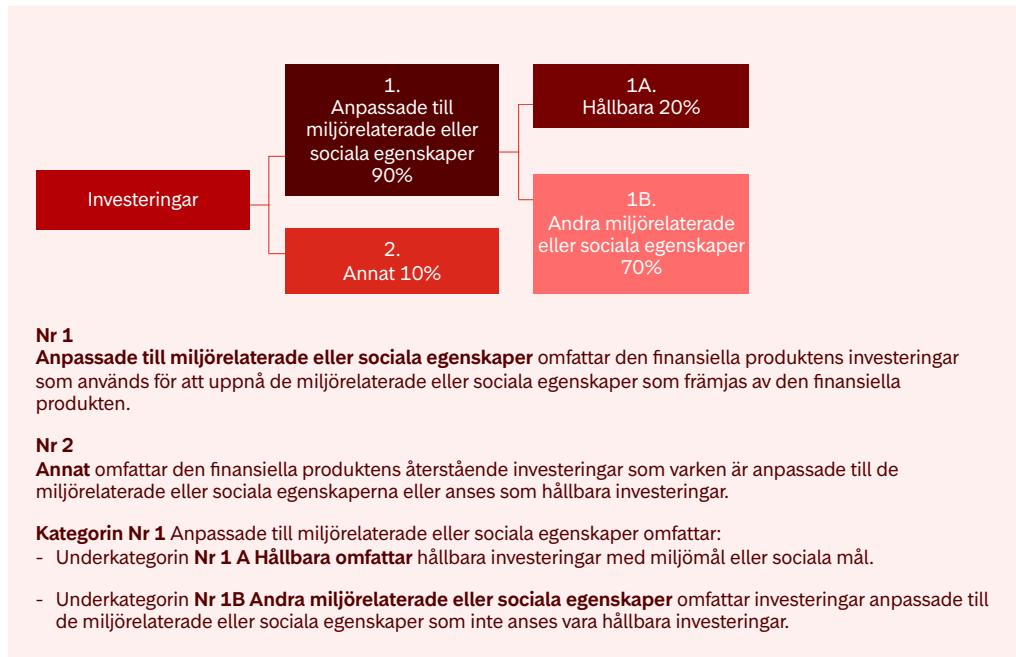 Investeringar
1.
Anpassade till
miljörelaterade eller
sociala egenskaper
90%
2.
Annat 10%
1A.
Hållbara 20%
1B.
Andra miljörelaterade
eller sociala egenskaper
70%
Nr 1
Anpassade till miljörelaterade eller sociala egenskaper omfattar den finansiella produktens investeringar
som används för att uppnå de miljörelaterade eller sociala egenskaper som främjas av den finansiella
produkten.
Nr 2
Annat omfattar den finansiella produktens återstående investeringar som varken är anpassade till de
miljörelaterade eller sociala egenskaperna eller anses som hållbara investeringar.
Kategorin Nr 1 Anpassade till miljörelaterade eller sociala egenskaper omfattar:
- Underkategorin Nr 1 A Hållbara omfattar hållbara investeringar med miljömål eller sociala mål.
- Underkategorin Nr 1B Andra miljörelaterade eller sociala egenskaper omfattar investeringar anpassade till
de miljörelaterade eller sociala egenskaper som inte anses vara hållbara investeringar.